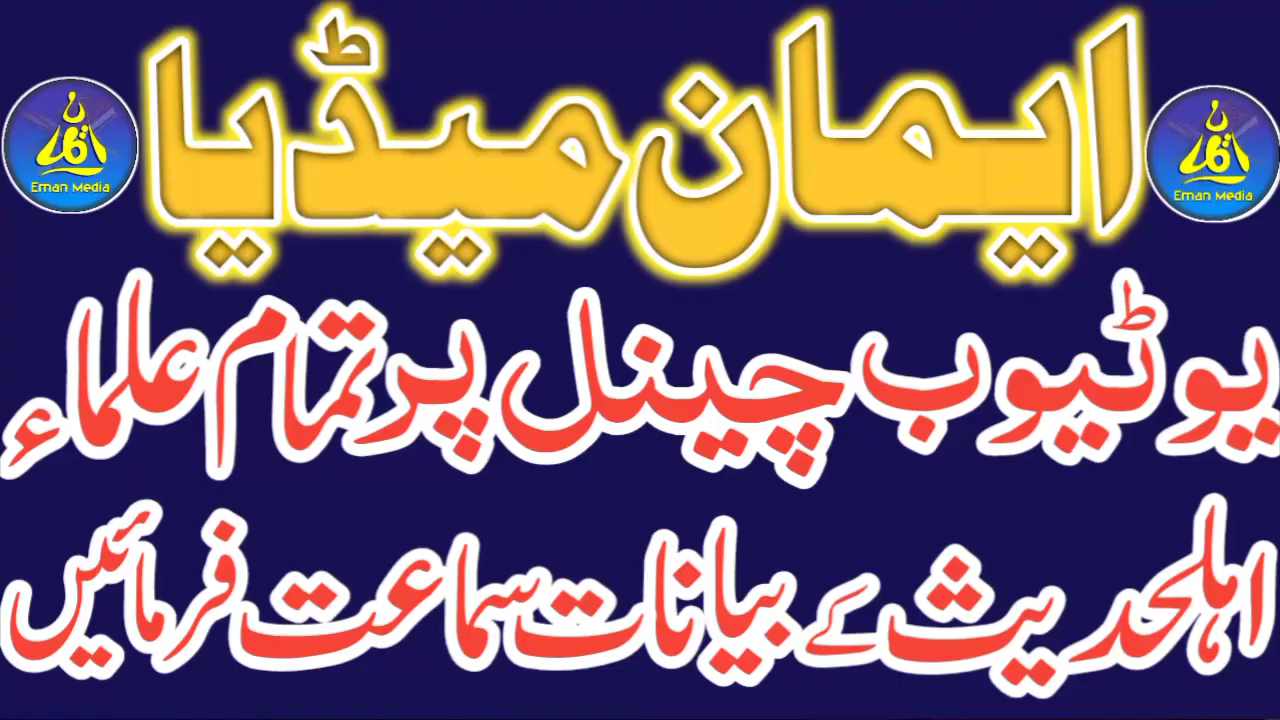 ایمان میڈیا
Eman Media
Eman Media
یوٹیوب چینل پر تمام علماء
اہلحدیث کے بیانات سماعت فرمائیں